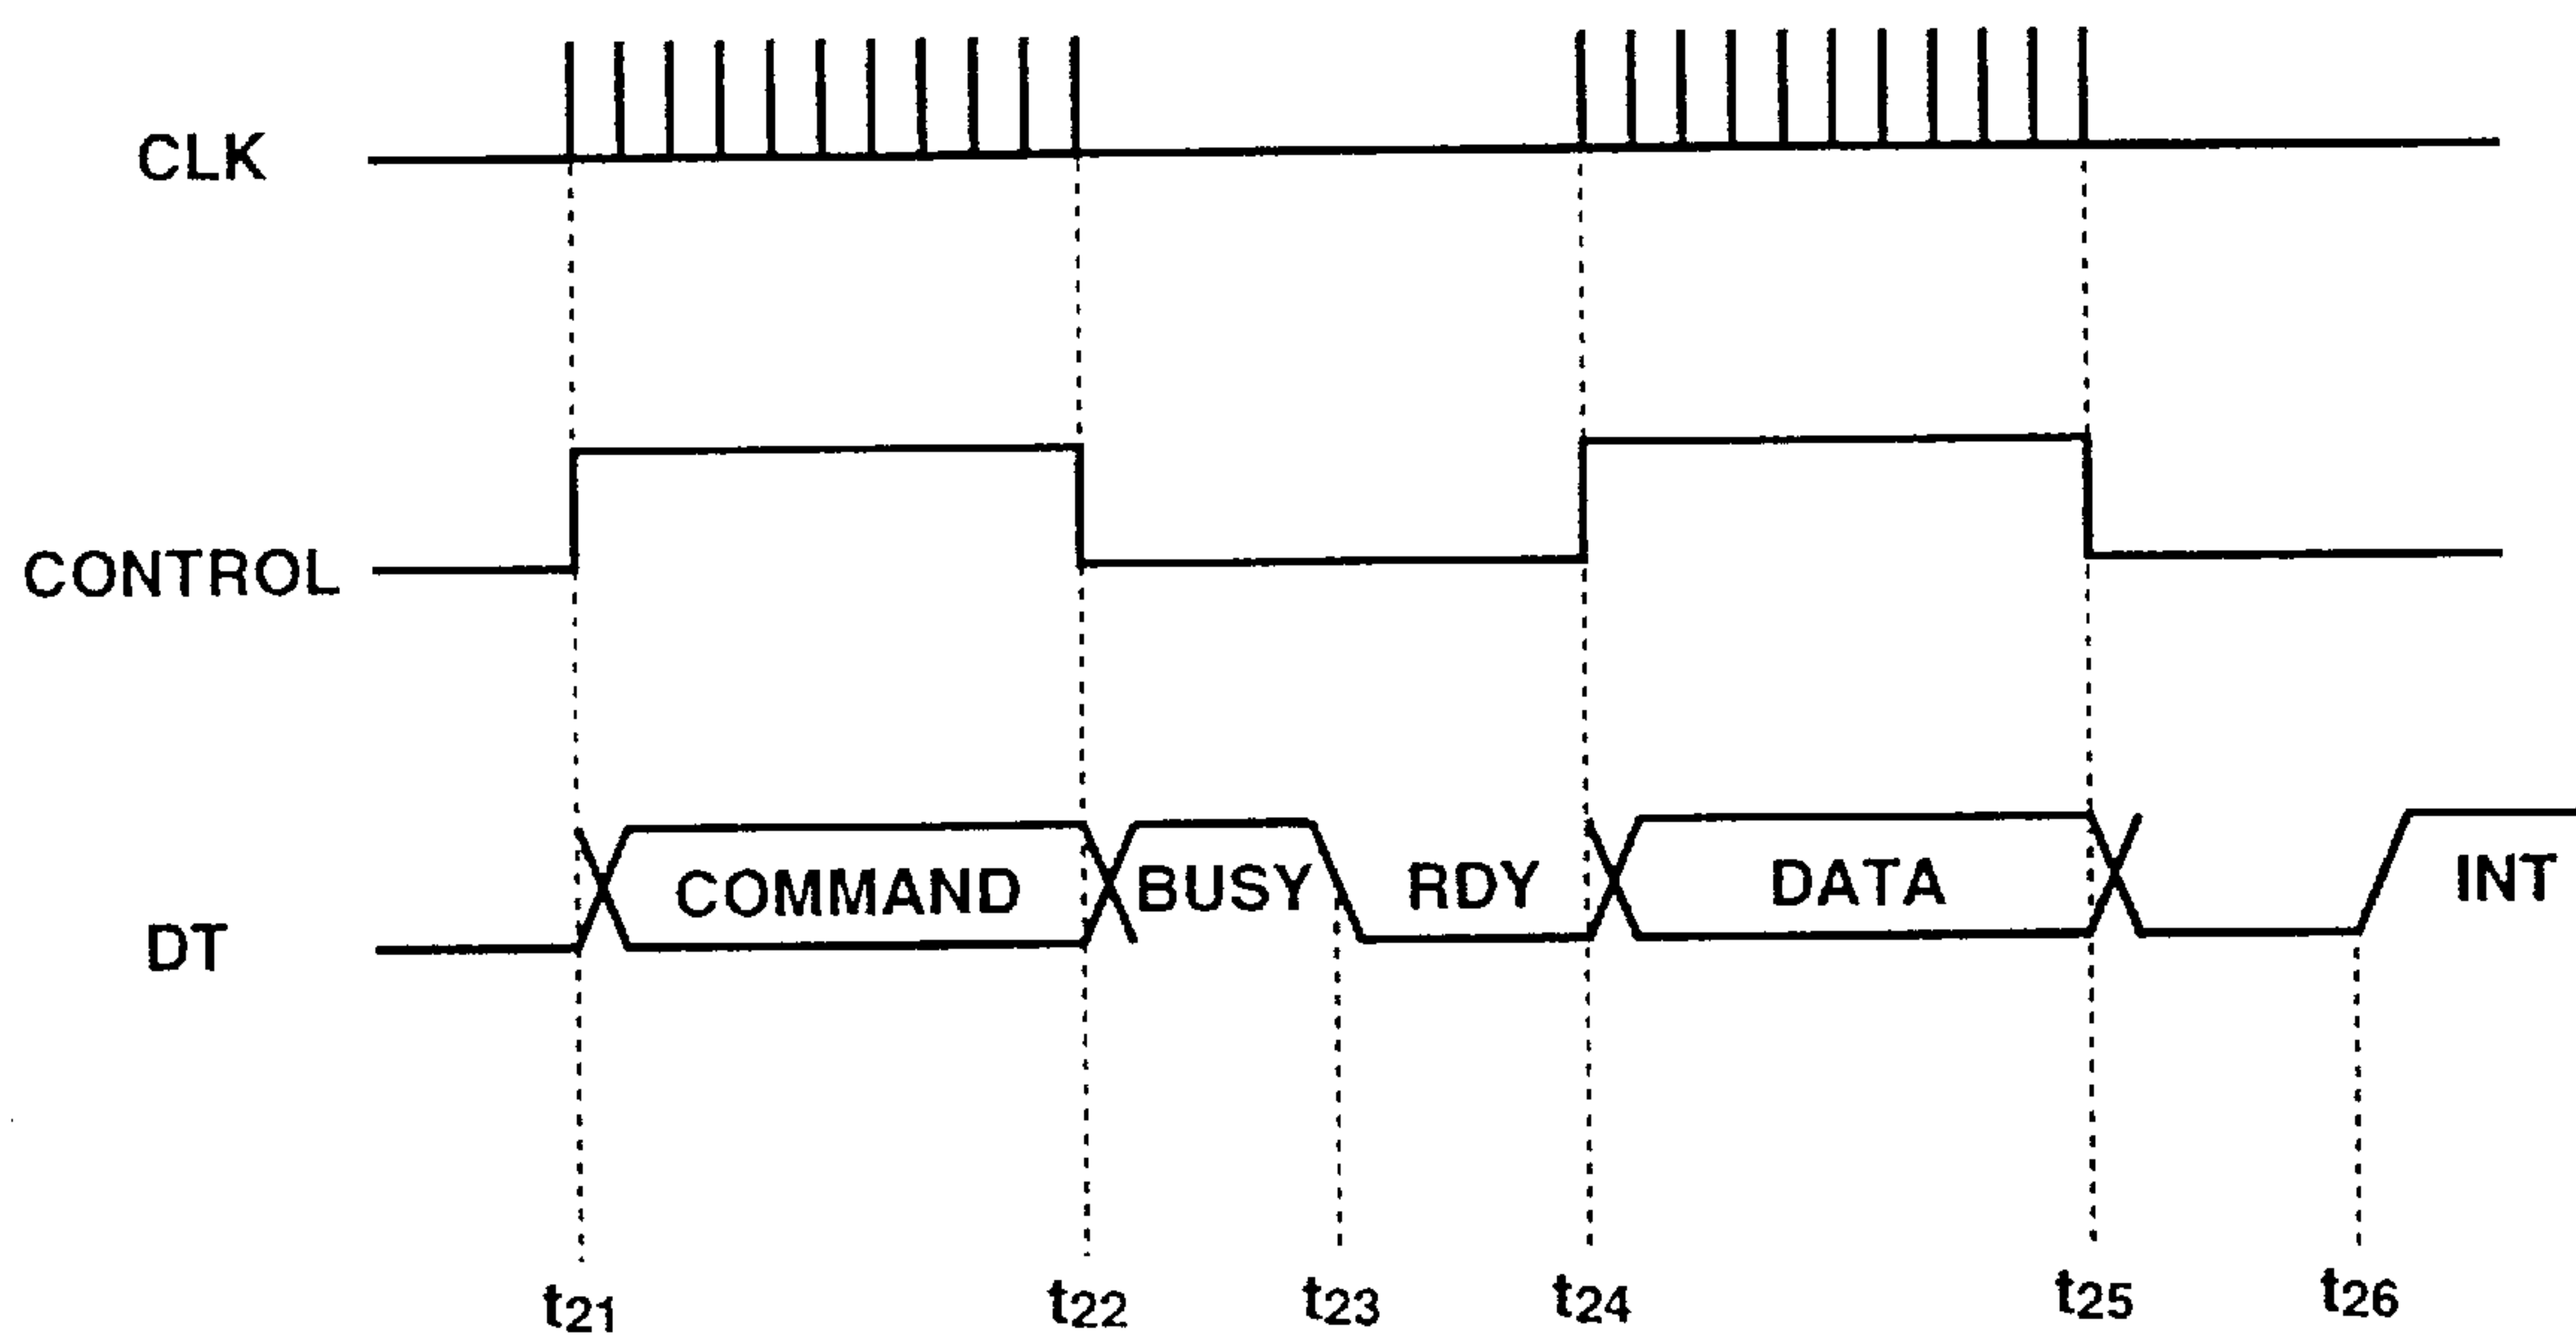 CLK
CONTROL
DT
COMMAND
BUSY
RDY
DATA
INT
t21
t22
t23
t24
t25
t26